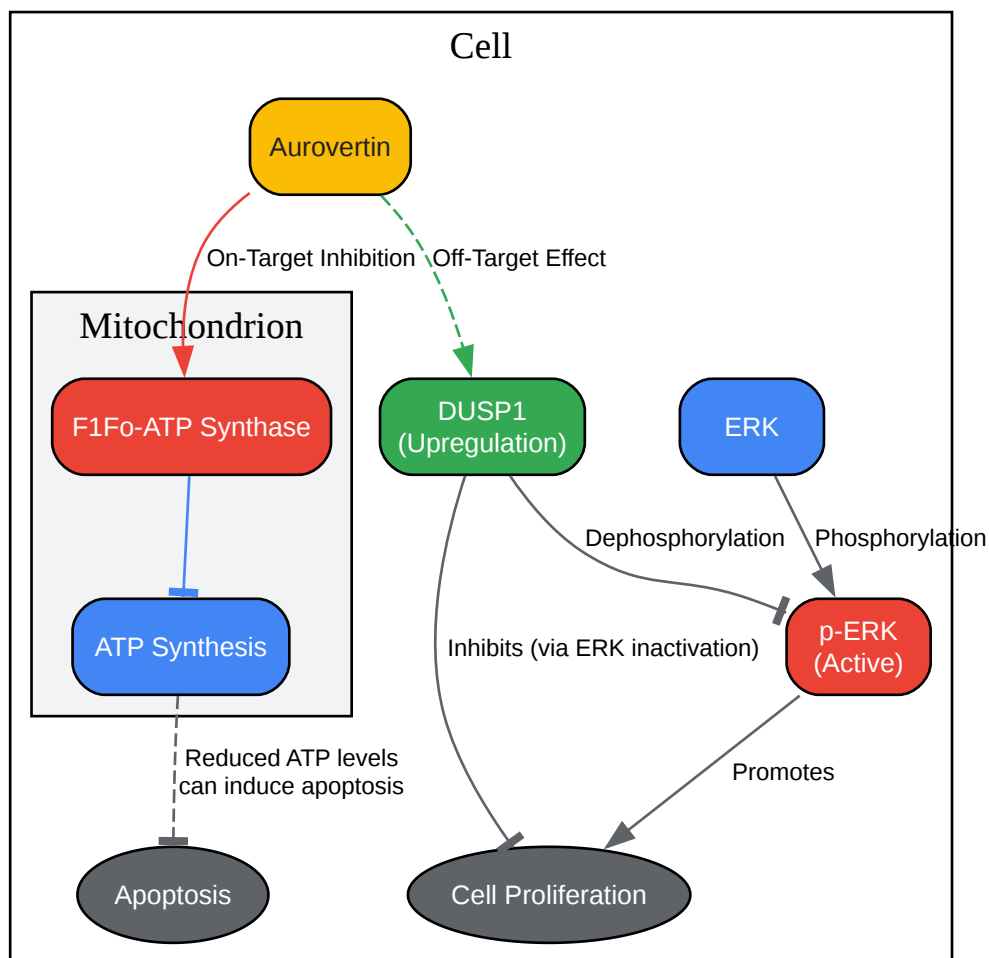 Cell
Aurovertin
On-Target Inhibition
Off-Target Effect
Mitochondrion
F1Fo-ATP Synthase
DUSP1
(Upregulation)
ERK
Dephosphorylation
Phosphorylation
ATP Synthesis
Inhibits (via ERK inactivation)
p-ERK
(Active)
Reduced ATP levels
can induce apoptosis
Promotes
Apoptosis
Cell Proliferation